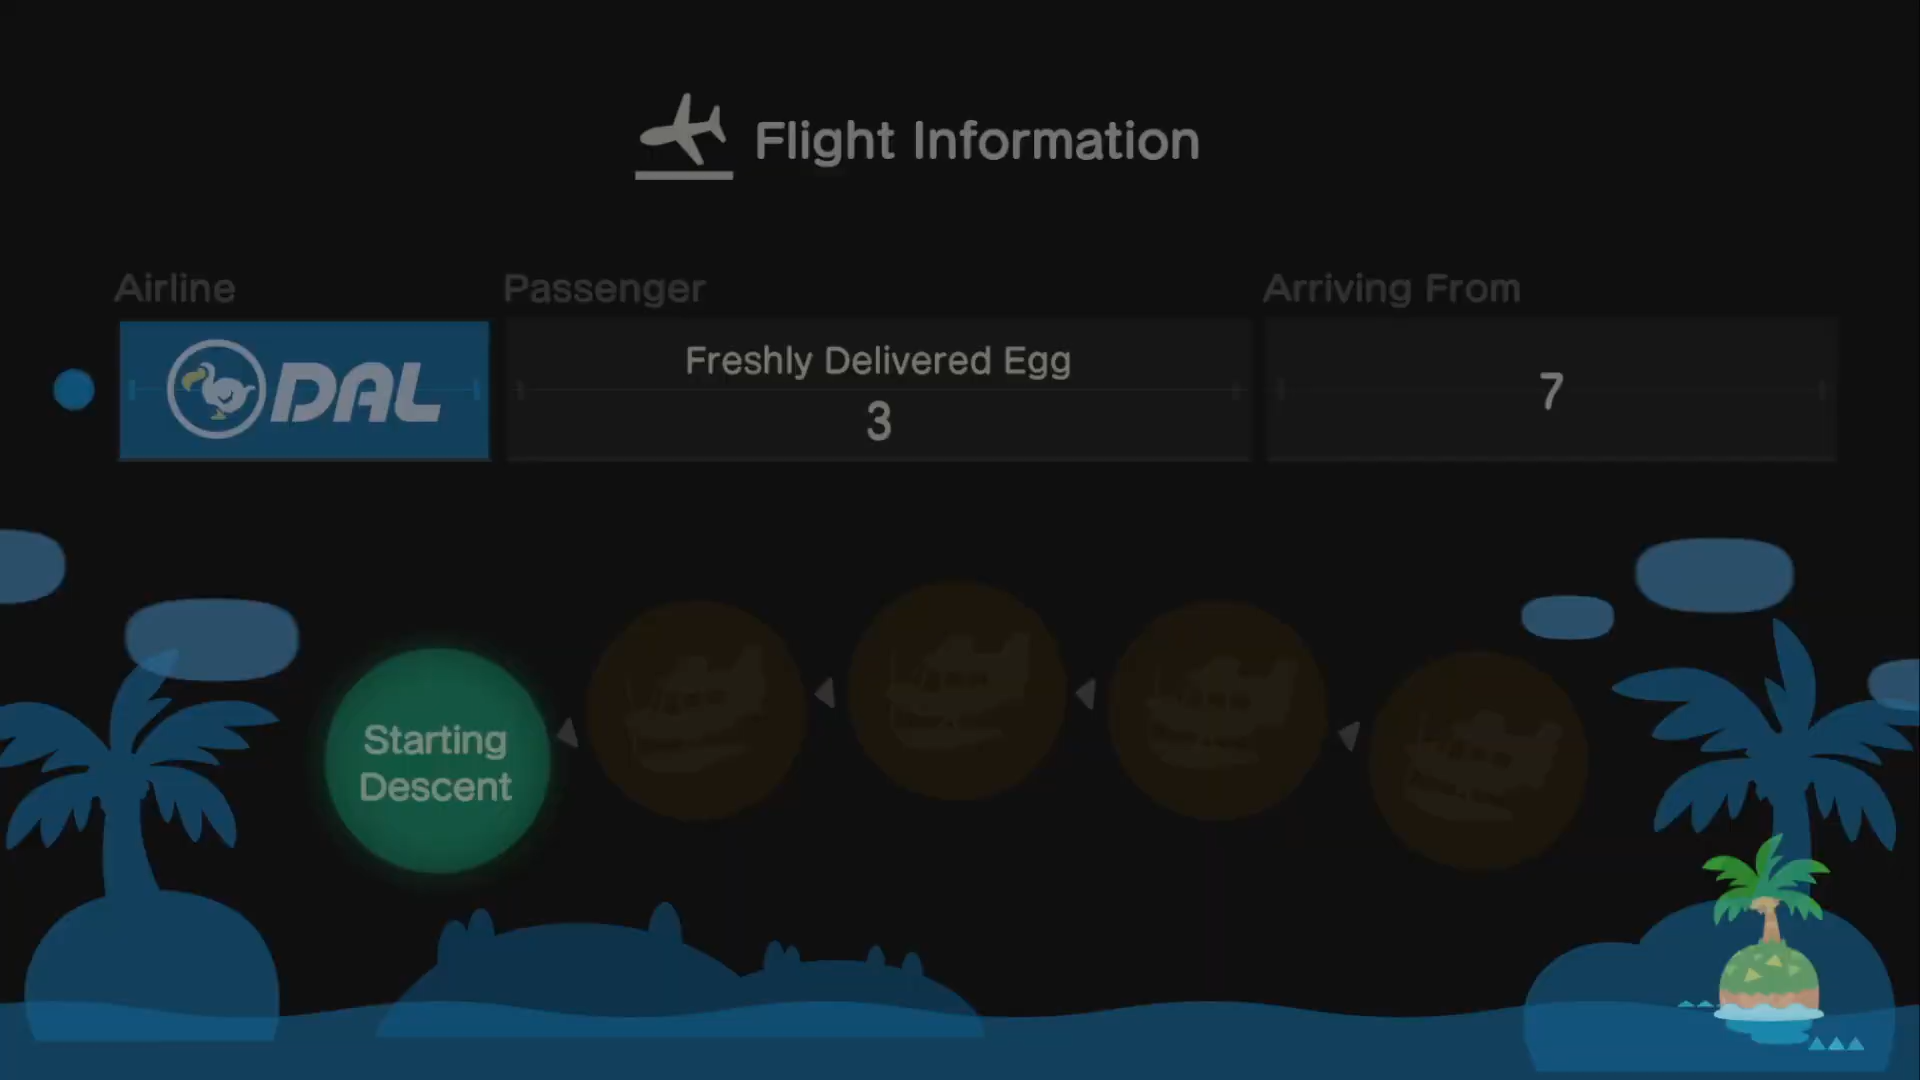 Flight Information
Airline
Passenger
Arriving From
DAL
Freshly Delivered Egg
3
7
Starting
Descent